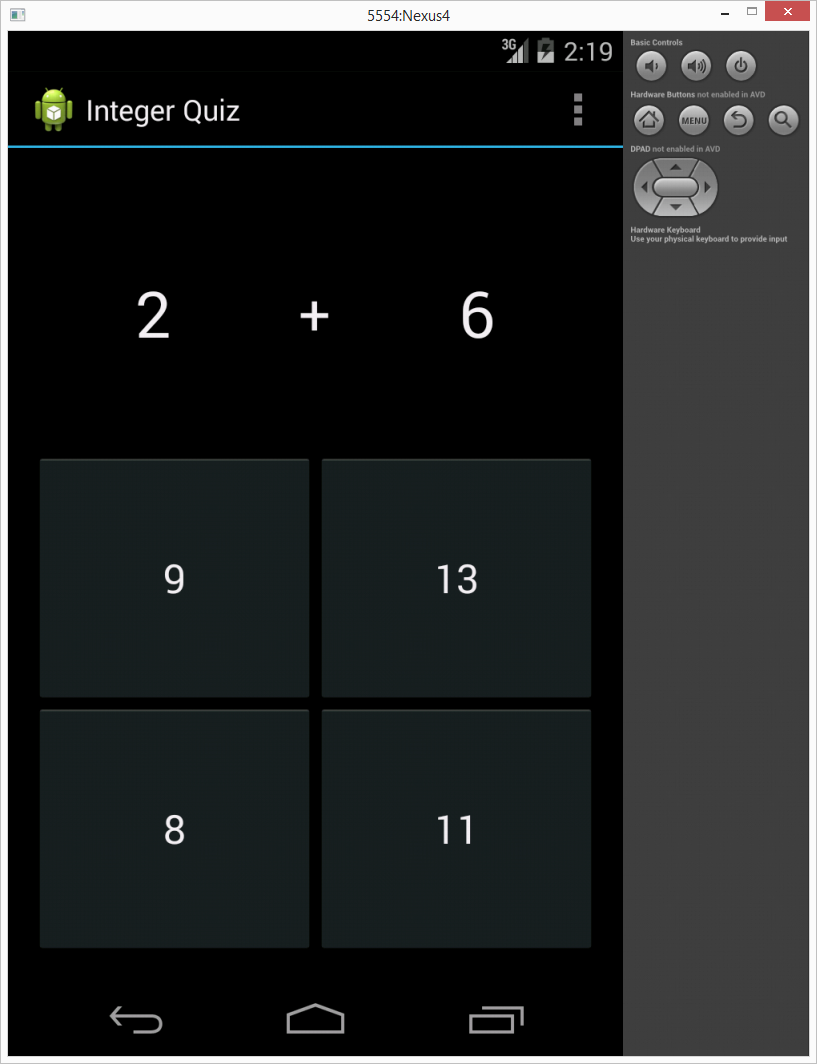 5554:Nexus4
3G 2:19
Integer Quiz
2 + 6
9 13
8 11
Basic Controls
Hardware Buttons not enabled in AVD
MENU
DPAD not enabled in AVD
Hardware Keyboard
Use your physical keyboard to provide input